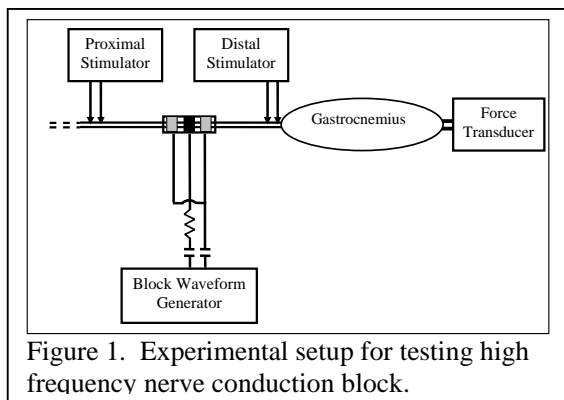 Proximal
Stimulator
Distal
Stimulator
Gastrocnemius
Force
Transducer
Block Waveform
Generator
Figure 1. Experimental setup for testing high
frequency nerve conduction block.